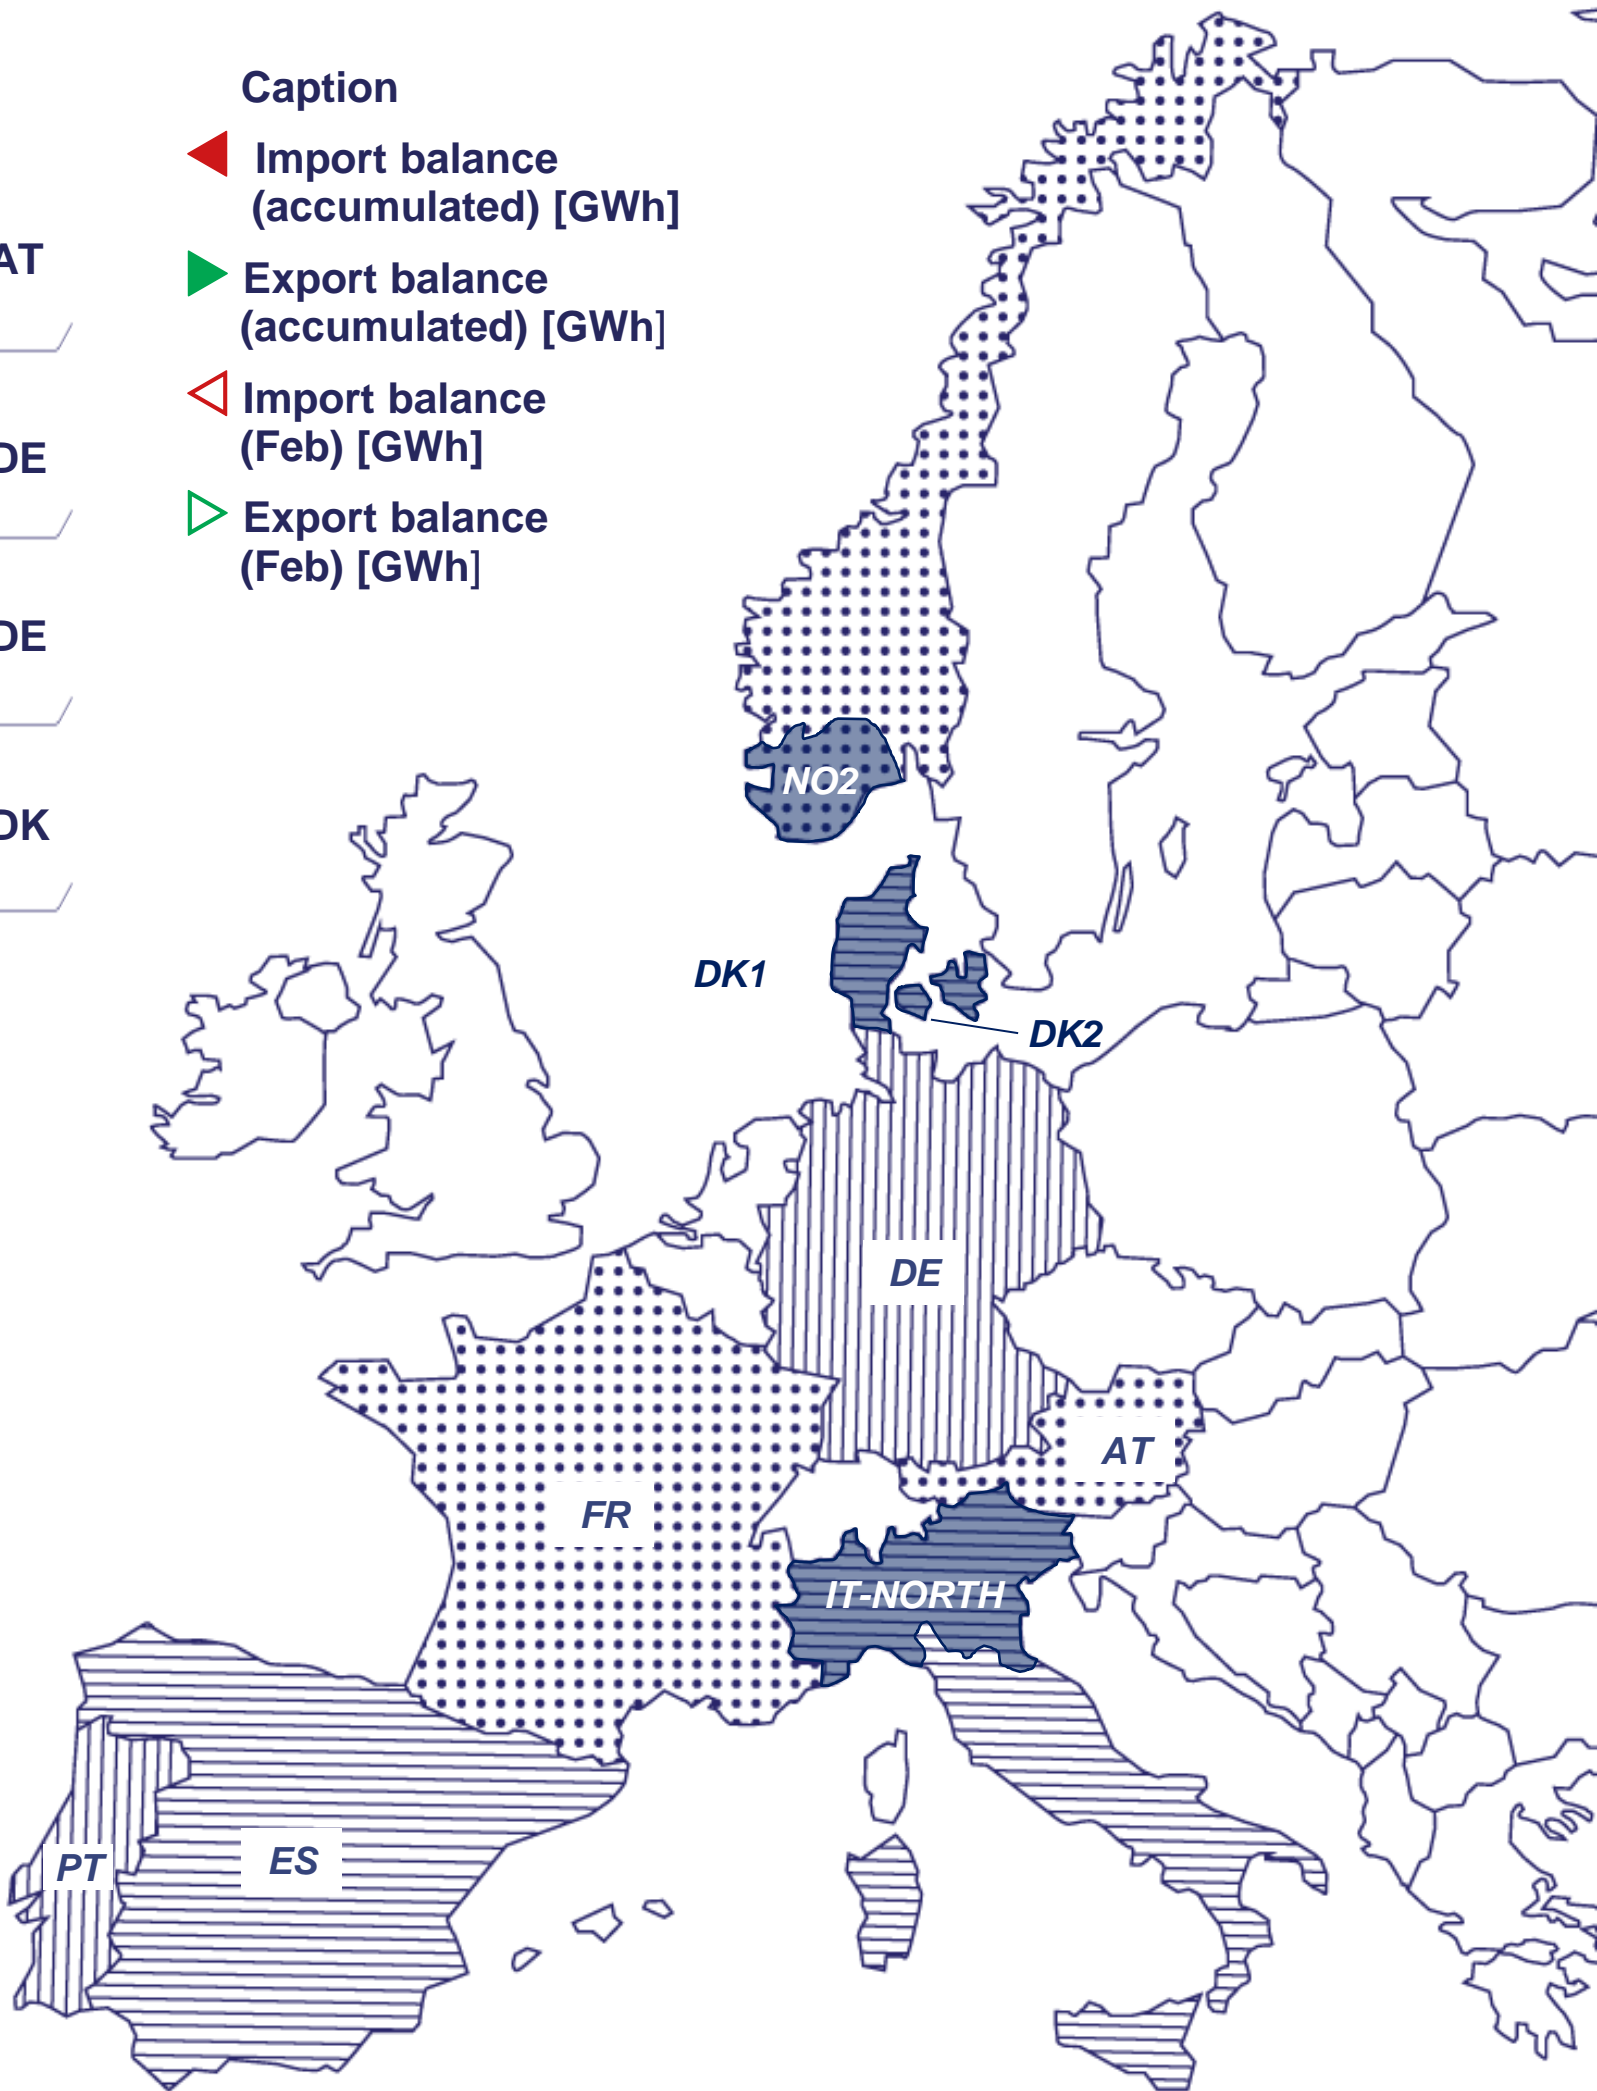 Caption
Import balance
(accumulated) [GWh]
Export balance
(accumulated) [GWh]
Import balance
(Feb) [GWh]
Export balance
(Feb) [GWh]
AT
DE
DE
DK
NO2
DK1
DK2
DE
AT
FR
IT-NORTH
PT
ES